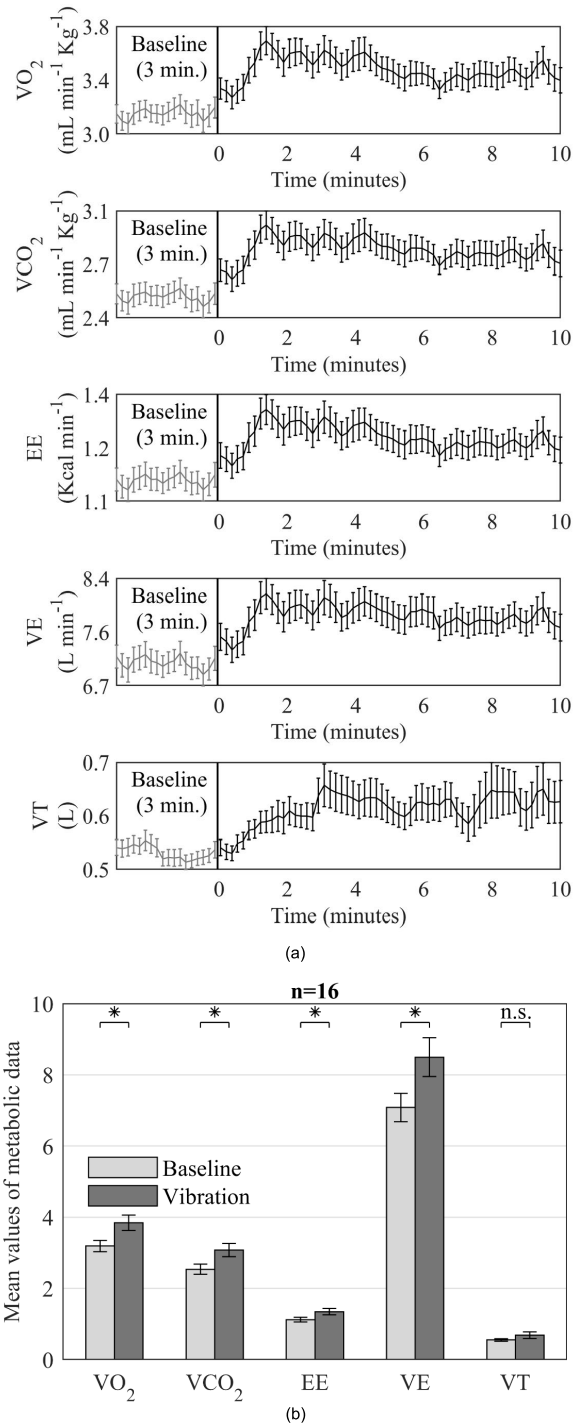 VO2
(mL min-1 Kg-1)
3.8
3.4
3.0
Baseline
(3 min.)
0 2 4 6 8 10
Time (minutes)
VCO2
(mL min-1 Kg-1)
3.1
2.7
2.4
Baseline
(3 min.)
0 2 4 6 8 10
Time (minutes)
EE
(Kcal min-1)
1.4
1.2
1.1
Baseline
(3 min.)
0 2 4 6 8 10
Time (minutes)
VE
(L min-1)
8.4
7.6
6.7
Baseline
(3 min.)
0 2 4 6 8 10
Time (minutes)
VT
(L)
0.7
0.6
0.5
Baseline
(3 min.)
0 2 4 6 8 10
Time (minutes)
(a)
n=16
Mean values of metabolic data
10
8
6
4
2
0
* * * * n.s.
Baseline
Vibration
VO2 VCO2 EE VE VT
(b)